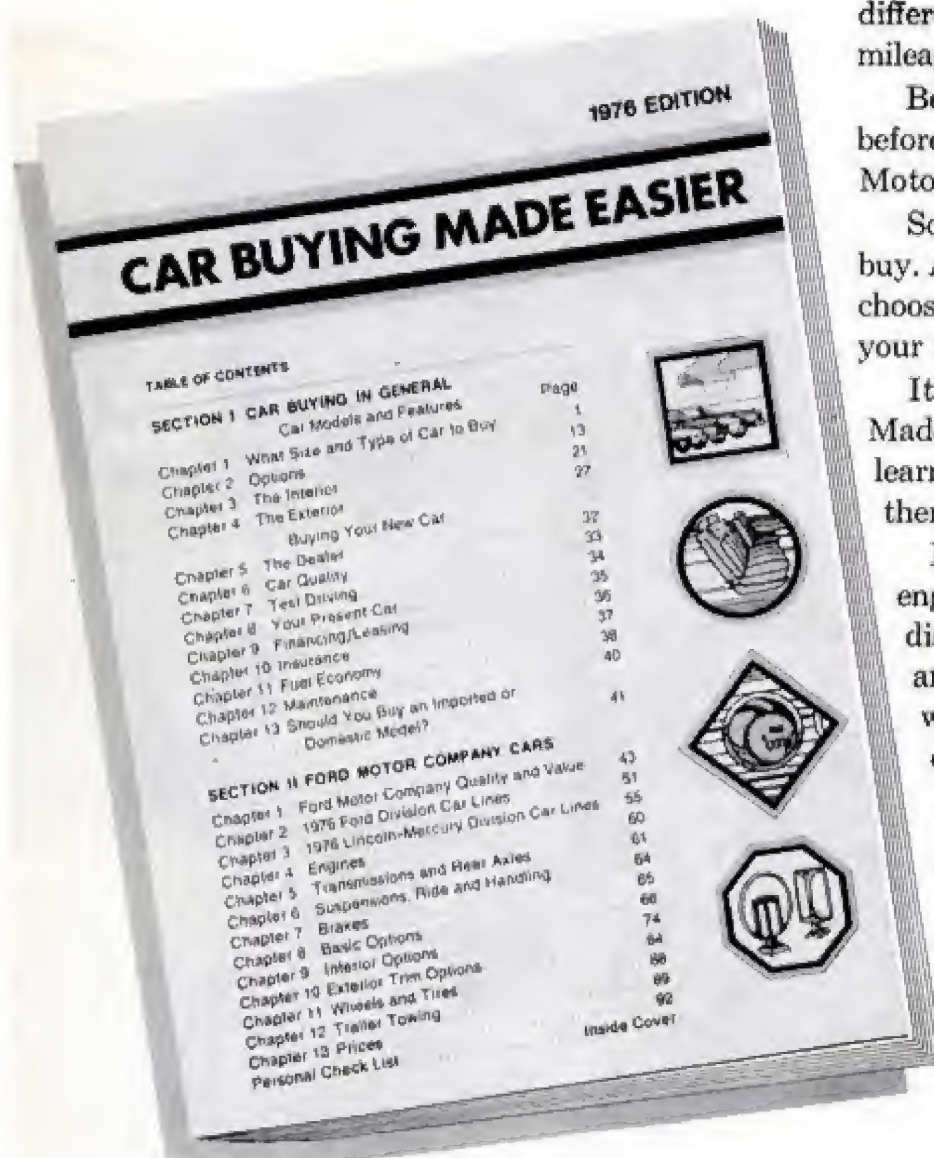 1976 EDITION
CAR BUYING MADE EASIER
TABLE OF CONTENTS
SECTION I CAR BUYING IN GENERAL
Car Models and Features Page
Chapter 1 What Size and Type of Car to Buy 1
Chapter 2 Options 13
Chapter 3 The Interior 21
Chapter 4 The Exterior 27
Buying Your New Car
Chapter 5 The Dealer 32
Chapter 6 Car Quality 33
Chapter 7 Test Driving 34
Chapter 8 Your Present Car 35
Chapter 9 Financing/Leasing 36
Chapter 10 Insurance 37
Chapter 11 Fuel Economy 38
Chapter 12 Maintenance 40
Chapter 13 Should You Buy an Imported or
Domestic Model? 41
SECTION II FORD MOTOR COMPANY CARS
Chapter 1 Ford Motor Company Quality and Value 43
Chapter 2 1976 Ford Division Car Lines 51
Chapter 3 1976 Lincoln-Mercury Division Car Lines 55
Chapter 4 Engines 60
Chapter 5 Transmissions and Rear Axles 61
Chapter 6 Suspensions, Ride and Handling 64
Chapter 7 Brakes 65
Chapter 8 Basic Options 66
Chapter 9 Interior Options 74
Chapter 10 Exterior Trim Options 84
Chapter 11 Wheels and Tires 88
Chapter 12 Trailer Towing 89
Chapter 13 Prices 92
Personal Check List Inside Cover
differ
milea
Be
before
Moto
So
buy.
choos
your
It
Made
learn
ther
eng
di